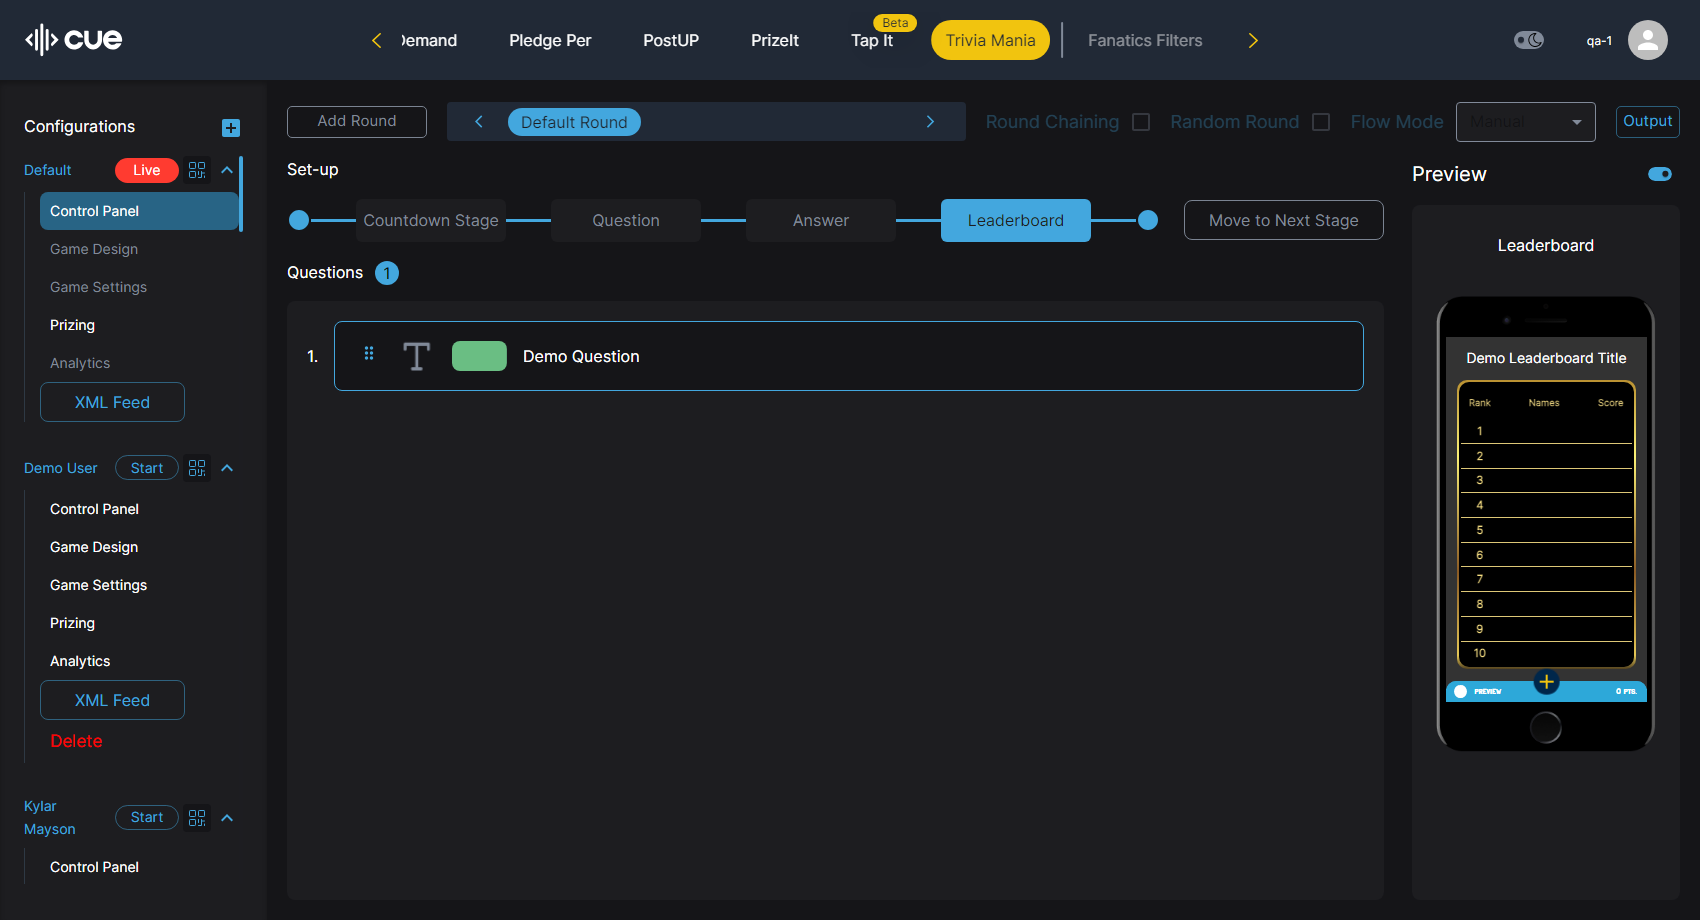 cue
Demand
Pledge Per
PostUP
PrizeIt
Tap It
Beta
Trivia Mania
Fanatics Filters
qa-1
Configurations
Default
Live
Control Panel
Game Design
Game Settings
Prizing
Analytics
XML Feed
Demo User
Start
Control Panel
Game Design
Game Settings
Prizing
Analytics
XML Feed
Delete
Kylar
Mayson
Start
Control Panel
Add Round
Default Round
Round Chaining
Random Round
Flow Mode
Manual
Output
Set-up
Countdown Stage
Question
Answer
Leaderboard
Move to Next Stage
Questions 1
1.
Demo Question
Preview
Leaderboard
Demo Leaderboard Title
Rank Names Score
1
2
3
4
5
6
7
8
9
10
PREVIEW
0 PTS.